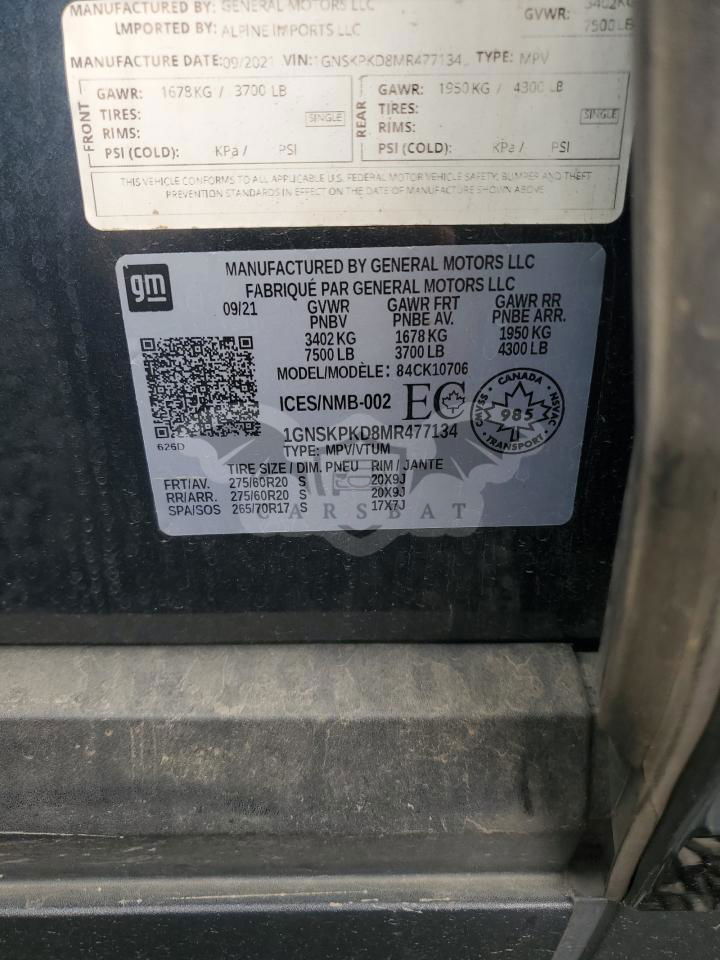 MANUFACTURED BY: GENERAL MOTORS LLC
IMPORTED BY: ALPINE IMPORTS LLC
GVWR: 3402KG
7500 LB
MANUFACTURE DATE: 09/2021 VIN: 1GNSKPKD8MR477134 TYPE: MPV
FRONT
GAWR: 1678 KG / 3700 LB
TIRES:
SINGLE
RIMS:
PSI (COLD): KPa / PSI
REAR
GAWR: 1950 KG / 4300 LB
TIRES:
SINGLE
RIMS:
PSI (COLD): KPa / PSI
THIS VEHICLE CONFORMS TO ALL APPLICABLE U.S. FEDERAL MOTOR VEHICLE SAFETY, BUMPER AND THEFT
PREVENTION STANDARDS IN EFFECT ON THE DATE OF MANUFACTURE SHOWN ABOVE
gm
MANUFACTURED BY GENERAL MOTORS LLC
FABRIQUÉ PAR GENERAL MOTORS LLC
09/21 GVWR GAWR FRT GAWR RR
PNBV PNBE AV. PNBE ARR.
3402 KG 1678 KG 1950 KG
7500 LB 3700 LB 4300 LB
MODEL/MODÈLE: 84CK10706
ICES/NMB-002 EC
CANADA
CMVSS 985 NSVAC
LI
TRANSPORT
1GNSKPKD8MR477134
626D
TYPE: MPV/VTUM
TIRE SIZE / DIM. PNEU RIM / JANTE
FRT/AV. 275/60R20 S 20X9J
RR/ARR. 275/60R20 S 20X9J
SPA/SOS 265/70R17 S 17X7J
CARSBAT